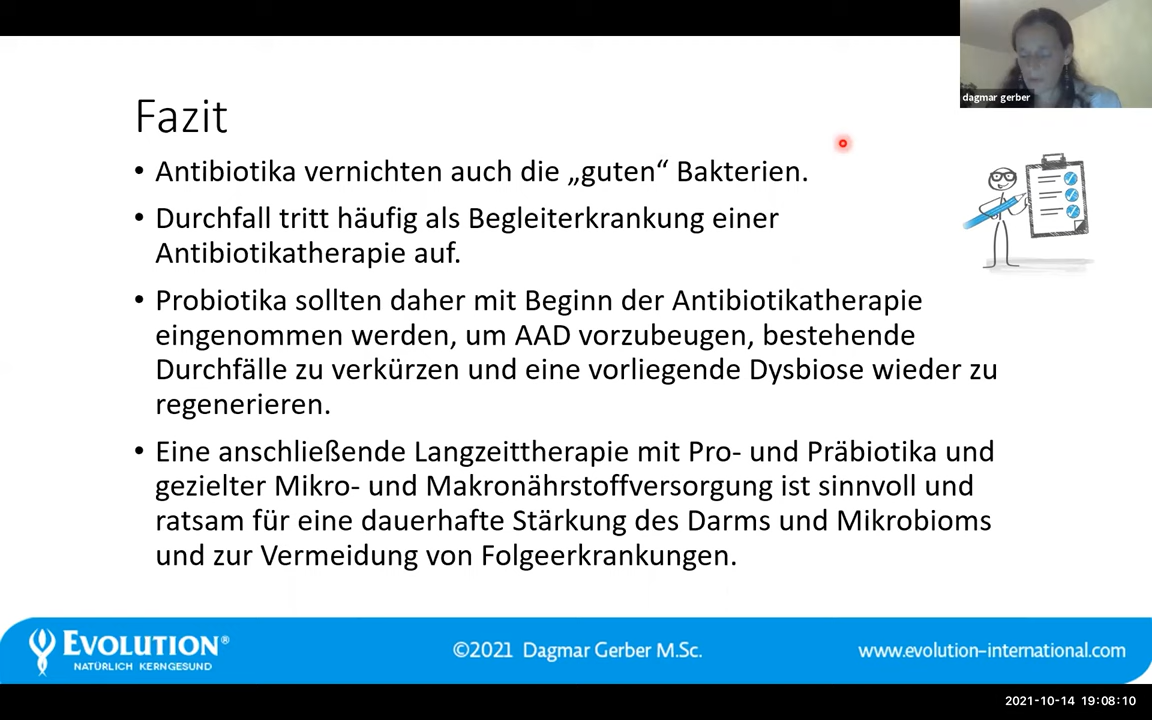 dagmar gerber
Fazit
• Antibiotika vernichten auch die „guten“ Bakterien.
• Durchfall tritt häufig als Begleiterkrankung einer
Antibiotikatherapie auf.
• Probiotika sollten daher mit Beginn der Antibiotikatherapie
eingenommen werden, um AAD vorzubeugen, bestehende
Durchfälle zu verkürzen und eine vorliegende Dysbiose wieder zu
regenerieren.
• Eine anschließende Langzeittherapie mit Pro- und Präbiotika und
gezielter Mikro- und Makronährstoffversorgung ist sinnvoll und
ratsam für eine dauerhafte Stärkung des Darms und Mikrobioms
und zur Vermeidung von Folgeerkrankungen.
EVOLUTION®
NATÜRLICH KERNGESUND
©2021 Dagmar Gerber M.Sc.
www.evolution-international.com
2021-10-14 19:08:10